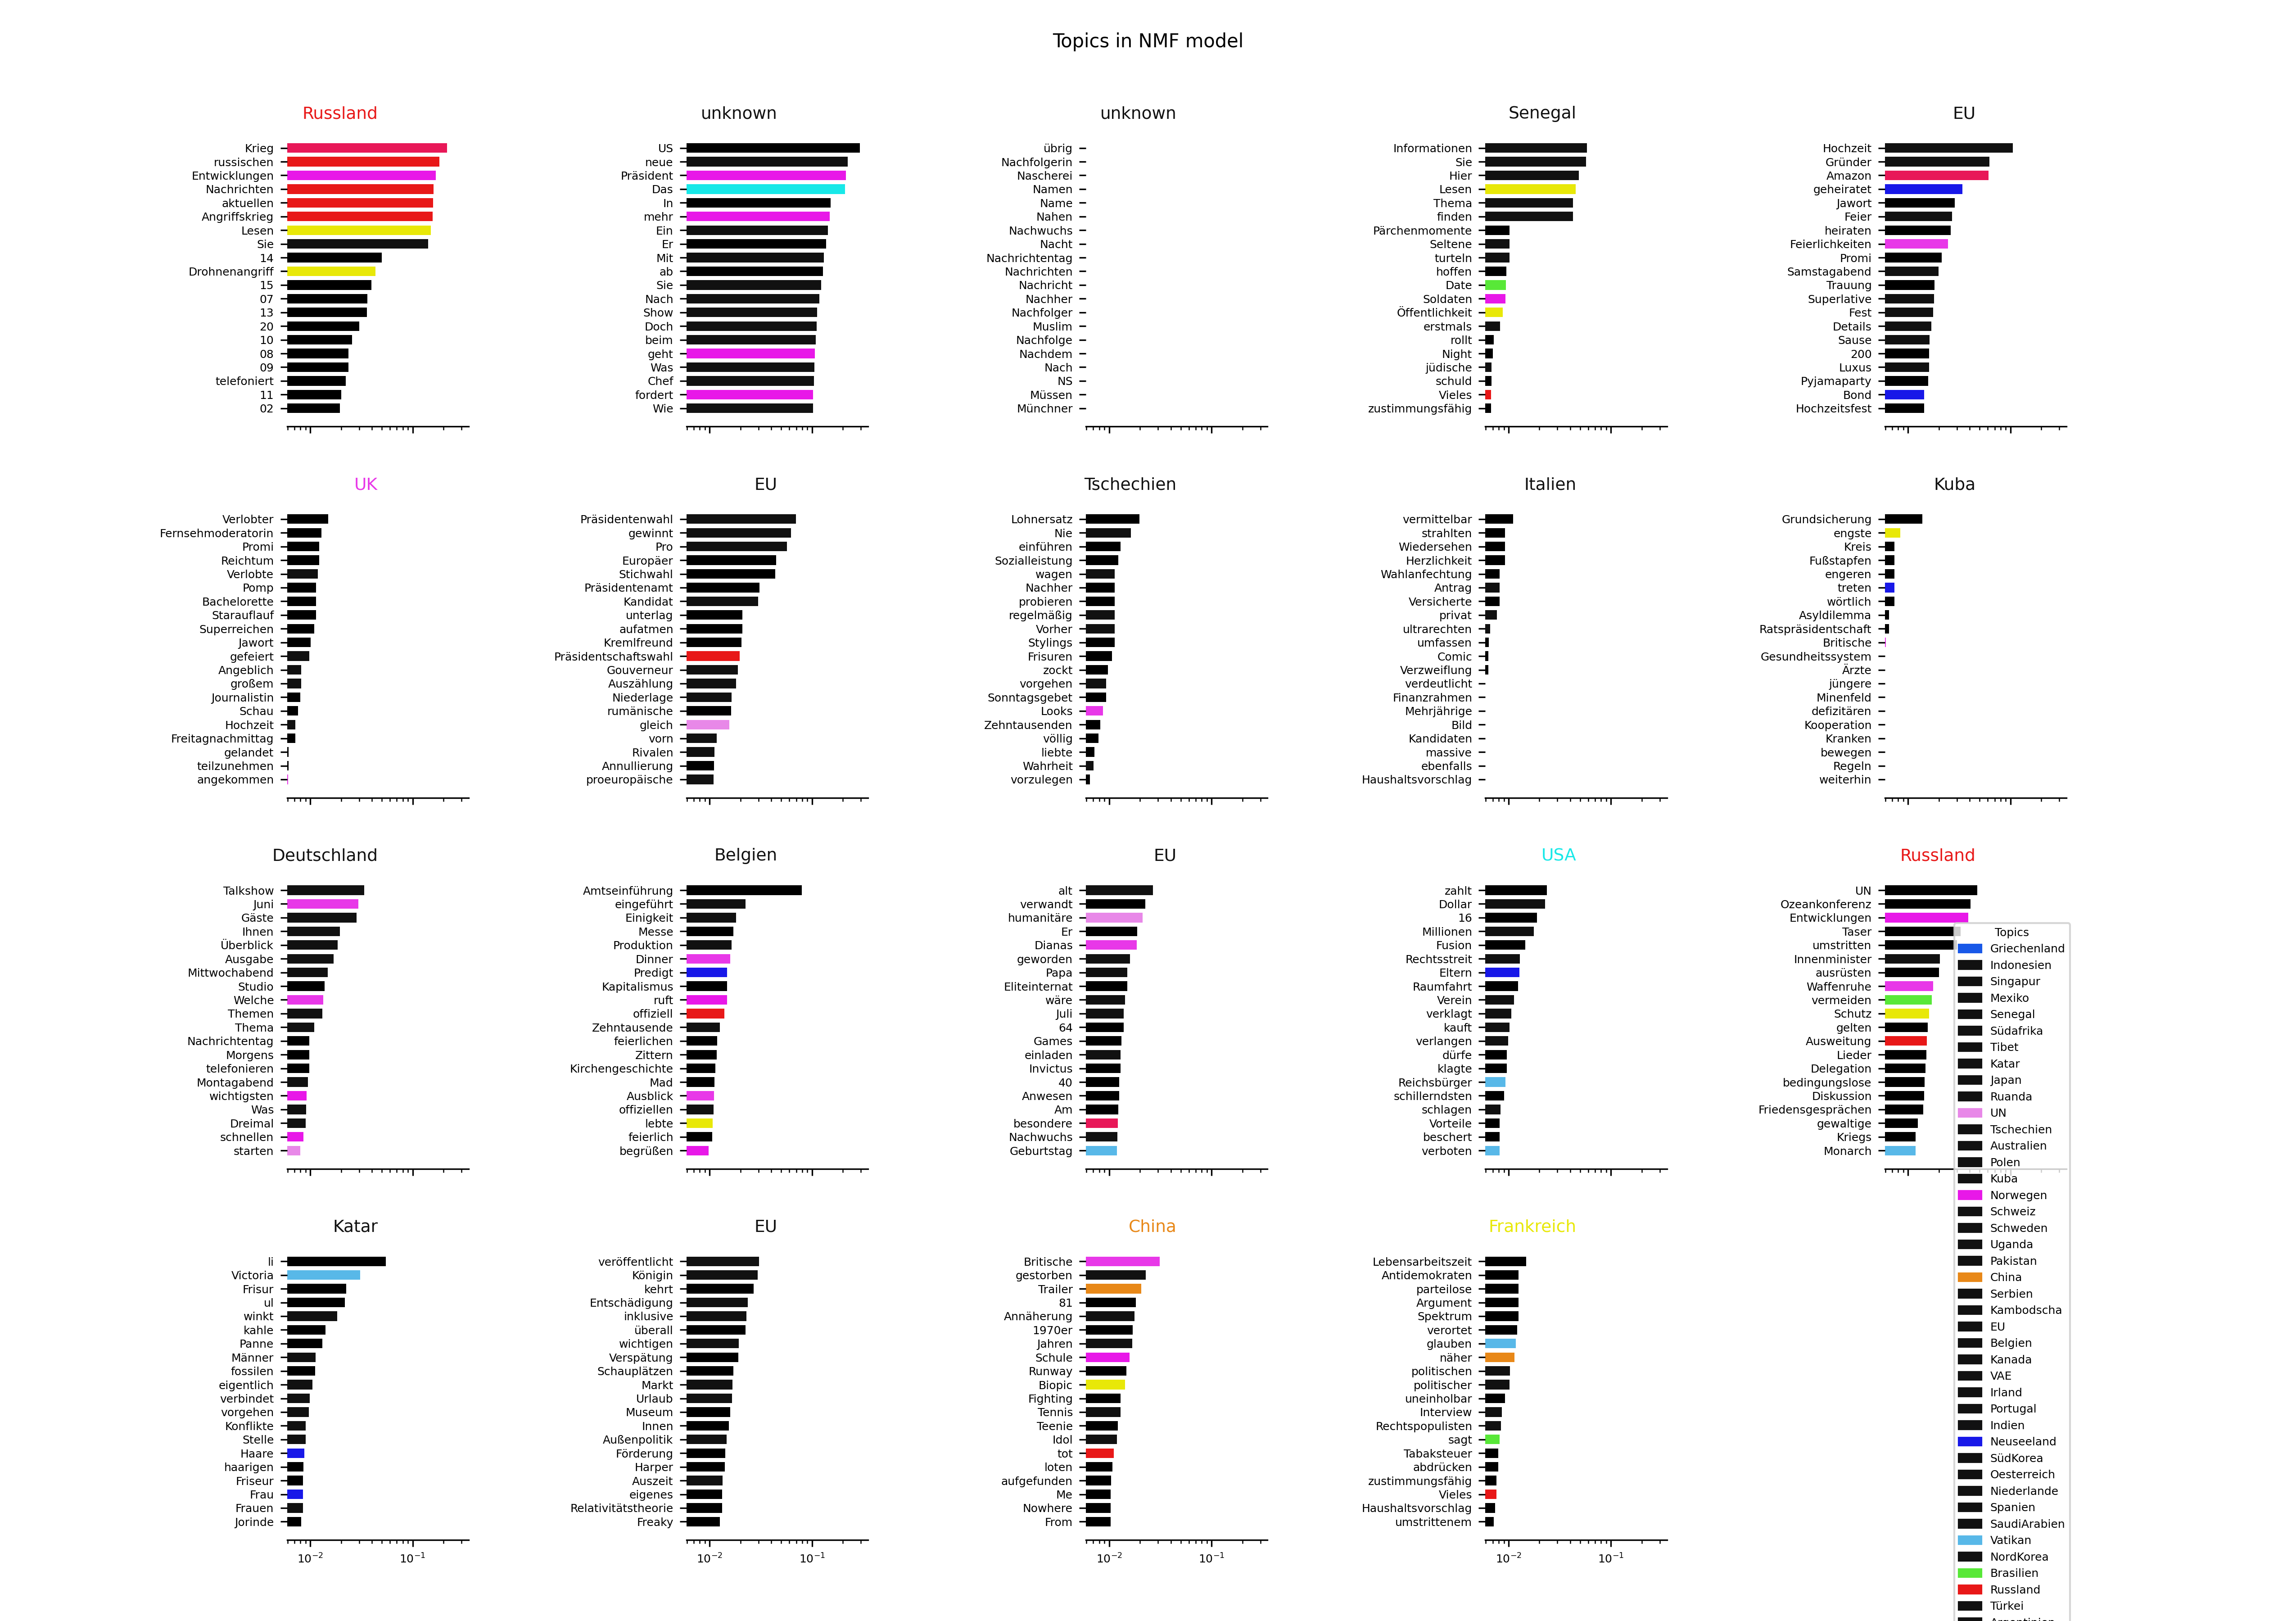 Topics in NMF model
Russland
Krieg
russischen
Entwicklungen
Nachrichten
aktuellen
Angriffskrieg
Lesen
Sie
14
Drohnenangriff
15
07
13
20
10
08
09
telefoniert
11
02
unknown
US
neue
Präsident
Das
In
mehr
Ein
Er
Mit
ab
Sie
Nach
Show
Doch
beim
geht
Was
Chef
fordert
Wie
unknown
übrig
Nachfolgerin
Nascherei
Namen
Name
Nahen
Nachwuchs
Nacht
Nachrichtentag
Nachrichten
Nachricht
Nachher
Nachfolger
Muslim
Nachfolge
Nachdem
Nach
NS
Müssen
Münchner
Senegal
Informationen
Sie
Hier
Lesen
Thema
finden
Pärchenmomente
Seltene
turteln
hoffen
Date
Soldaten
Öffentlichkeit
erstmals
rollt
Night
jüdische
schuld
Vieles
zustimmungsfähig
EU
Hochzeit
Gründer
Amazon
geheiratet
Jawort
Feier
heiraten
Feierlichkeiten
Promi
Samstagabend
Trauung
Superlative
Fest
Details
Sause
200
Luxus
Pyjamaparty
Bond
Hochzeitsfest
UK
Verlobter
Fernsehmoderatorin
Promi
Reichtum
Verlobte
Pomp
Bachelorette
Starauflauf
Superreichen
Jawort
gefeiert
Angeblich
großem
Journalistin
Schau
Hochzeit
Freitagnachmittag
gelandet
teilzunehmen
angekommen
EU
Präsidentenwahl
gewinnt
Pro
Europäer
Stichwahl
Präsidentenamt
Kandidat
unterlag
aufatmen
Kremlfreund
Präsidentschaftswahl
Gouverneur
Auszählung
Niederlage
rumänische
gleich
vorn
Rivalen
Annullierung
proeuropäische
Tschechien
Lohnersatz
Nie
einführen
Sozialleistung
wagen
Nachher
probieren
regelmäßig
Vorher
Stylings
Frisuren
zockt
vorgehen
Sonntagsgebet
Looks
Zehntausenden
völlig
liebte
Wahrheit
vorzulegen
Italien
vermittelbar
strahlten
Wiedersehen
Herzlichkeit
Wahlanfechtung
Antrag
Versicherte
privat
ultrarechten
umfassen
Comic
Verzweiflung
verdeutlicht
Finanzrahmen
Mehrjährige
Bild
Kandidaten
massive
ebenfalls
Haushaltsvorschlag
Kuba
Grundsicherung
engste
Kreis
Fußstapfen
engeren
treten
wörtlich
Asyldilemma
Ratspräsidentschaft
Britische
Gesundheitssystem
Ärzte
jüngere
Minenfeld
defizitären
Kooperation
Kranken
bewegen
Regeln
weiterhin
Deutschland
Talkshow
Juni
Gäste
Ihnen
Überblick
Ausgabe
Mittwochabend
Studio
Welche
Themen
Thema
Nachrichtentag
Morgens
telefonieren
Montagabend
wichtigsten
Was
Dreimal
schnellen
starten
Belgien
Amtseinführung
eingeführt
Einigkeit
Messe
Produktion
Dinner
Predigt
Kapitalismus
ruft
offiziell
Zehntausende
feierlichen
Zittern
Kirchengeschichte
Mad
Ausblick
offiziellen
lebte
feierlich
begrüßen
EU
alt
verwandt
humanitäre
Er
Dianas
geworden
Papa
Eliteinternat
wäre
Juli
64
Games
einladen
Invictus
40
Anwesen
Am
besondere
Nachwuchs
Geburtstag
USA
zahlt
Dollar
16
Millionen
Fusion
Rechtsstreit
Eltern
Raumfahrt
Verein
verklagt
kauft
verlangen
dürfe
klagte
Reichsbürger
schillerndsten
schlagen
Vorteile
beschert
verboten
Russland
UN
Ozeankonferenz
Entwicklungen
Taser
umstritten
Innenminister
ausrüsten
Waffenruhe
vermeiden
Schutz
gelten
Ausweitung
Lieder
Delegation
bedingungslose
Diskussion
Friedensgesprächen
gewaltige
Kriegs
Monarch
Katar
li
Victoria
Frisur
ul
winkt
kahle
Panne
Männer
fossilen
eigentlich
verbindet
vorgehen
Konflikte
Stelle
Haare
haarigen
Friseur
Frau
Frauen
Jorinde
10⁻² 10⁻¹
EU
veröffentlicht
Königin
kehrt
Entschädigung
inklusive
überall
wichtigen
Verspätung
Schauplätzen
Markt
Urlaub
Museum
Innen
Außenpolitik
Förderung
Harper
Auszeit
eigenes
Relativitätstheorie
Freaky
10⁻² 10⁻¹
China
Britische
gestorben
Trailer
81
Annäherung
1970er
Jahren
Schule
Runway
Biopic
Fighting
Tennis
Teenie
Idol
tot
loten
aufgefunden
Me
Nowhere
From
10⁻² 10⁻¹
Frankreich
Lebensarbeitszeit
Antidemokraten
parteilose
Argument
Spektrum
verortet
glauben
näher
politischen
politischer
uneinholbar
Interview
Rechtspopulisten
sagt
Tabaksteuer
abdrücken
zustimmungsfähig
Vieles
Haushaltsvorschlag
umstrittenem
10⁻² 10⁻¹
Topics
Griechenland
Indonesien
Singapur
Mexiko
Senegal
Südafrika
Tibet
Katar
Japan
Ruanda
UN
Tschechien
Australien
Polen
Kuba
Norwegen
Schweiz
Schweden
Uganda
Pakistan
China
Serbien
Kambodscha
EU
Belgien
Kanada
VAE
Irland
Portugal
Indien
Neuseeland
SüdKorea
Oesterreich
Niederlande
Spanien
SaudiArabien
Vatikan
NordKorea
Brasilien
Russland
Türkei